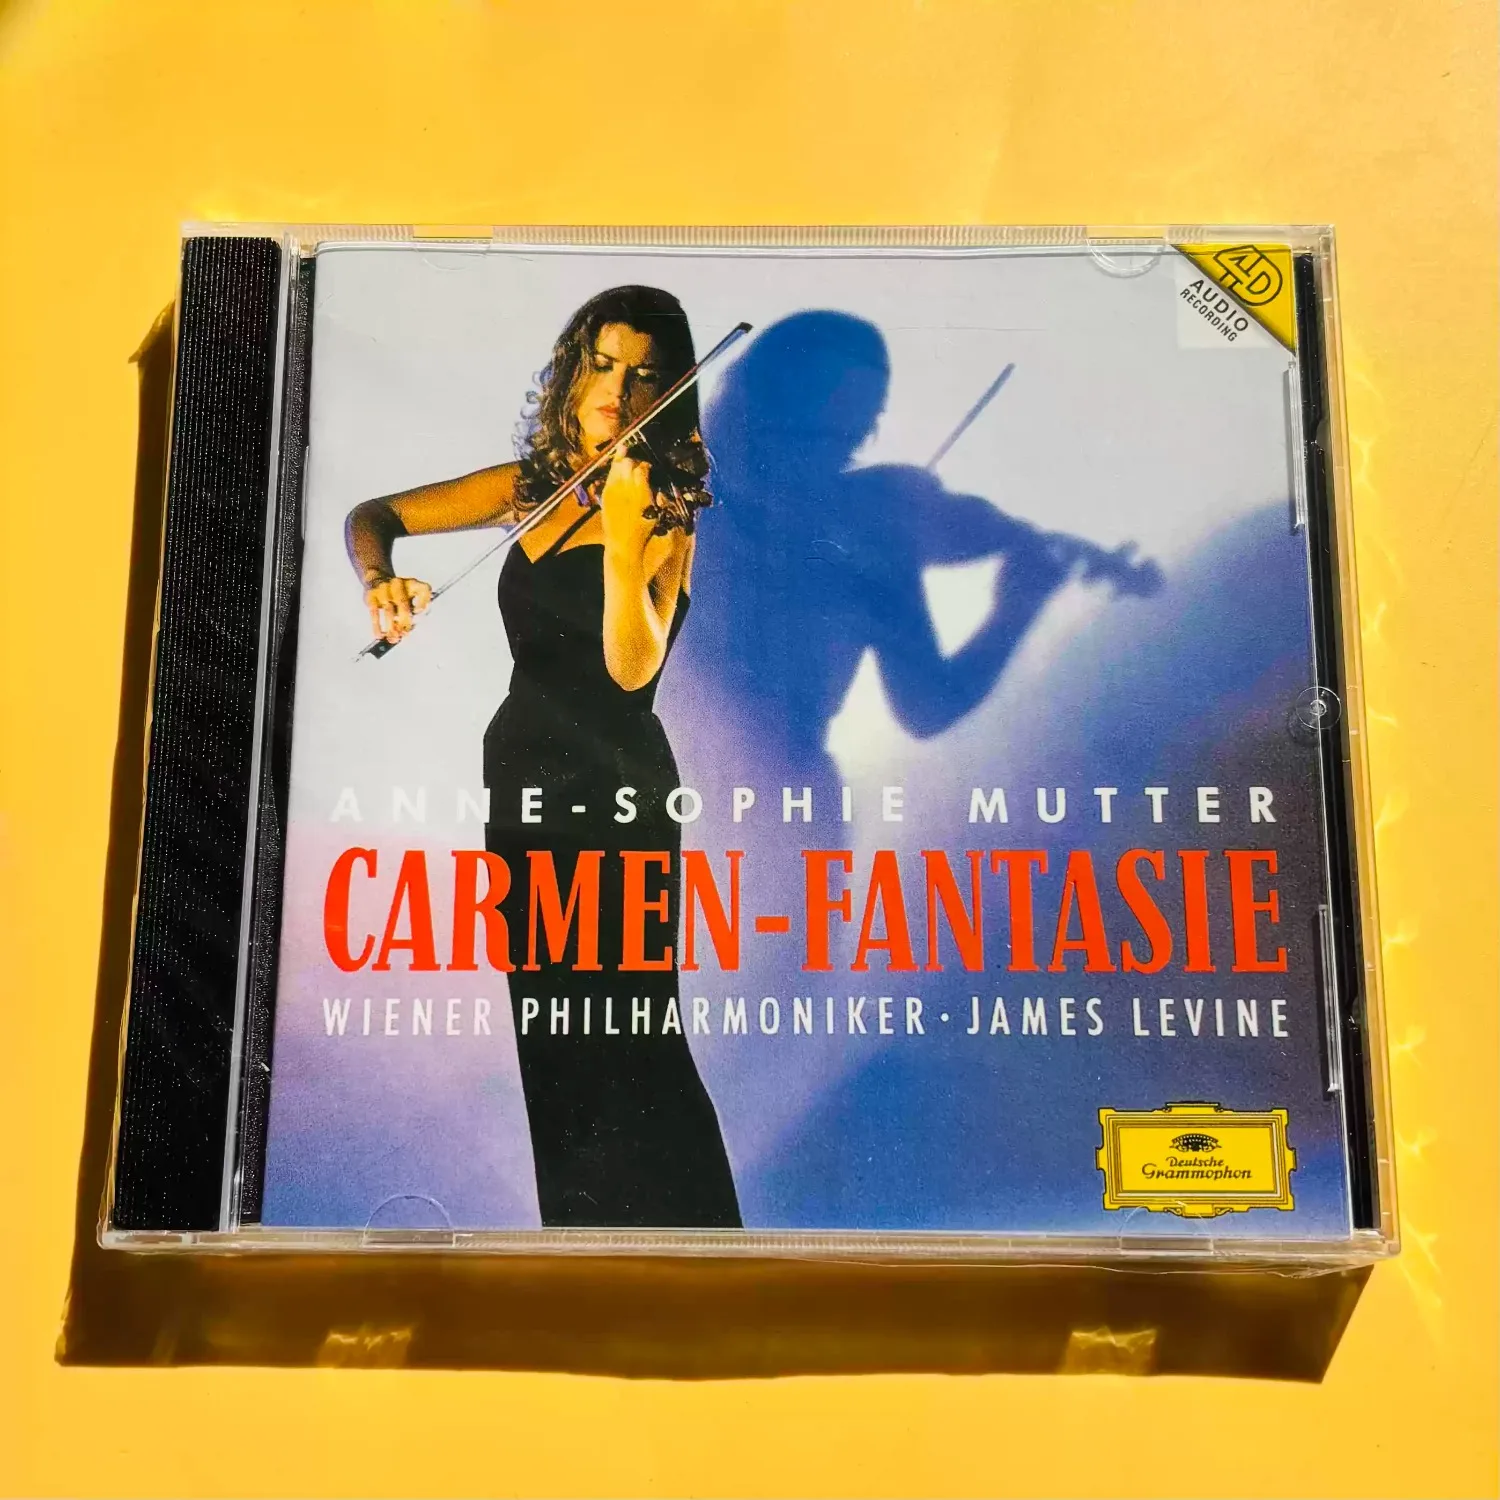 4D
AUDIO
RECORDING
ANNE-SOPHIE MUTTER
CARMEN-FANTASIE
WIENER PHILHARMONIKER · JAMES LEVINE
Deutsche
Grammophon